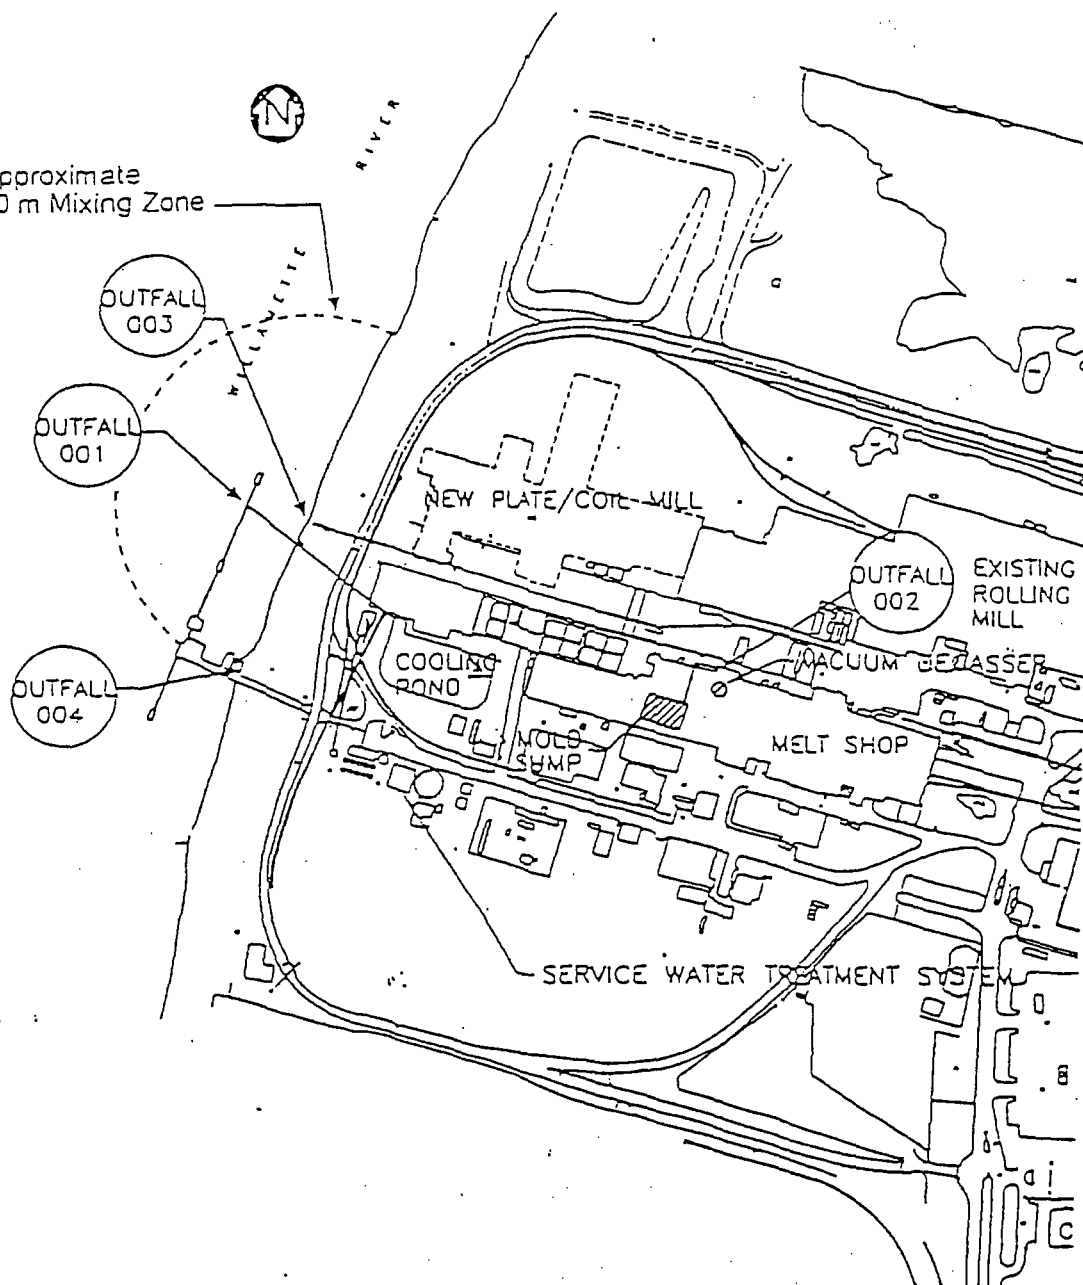 N
RIVER
pproximate
0 m Mixing Zone
WILLAMETTE
OUTFALL
003
OUTFALL
001
NEW PLATE/COIL MILL
OUTFALL
002
EXISTING
ROLLING
MILL
COOLING
POND
VACUUM DEGASSER
OUTFALL
004
MOLD
SUMP
MELT SHOP
SERVICE WATER TREATMENT SYSTEM